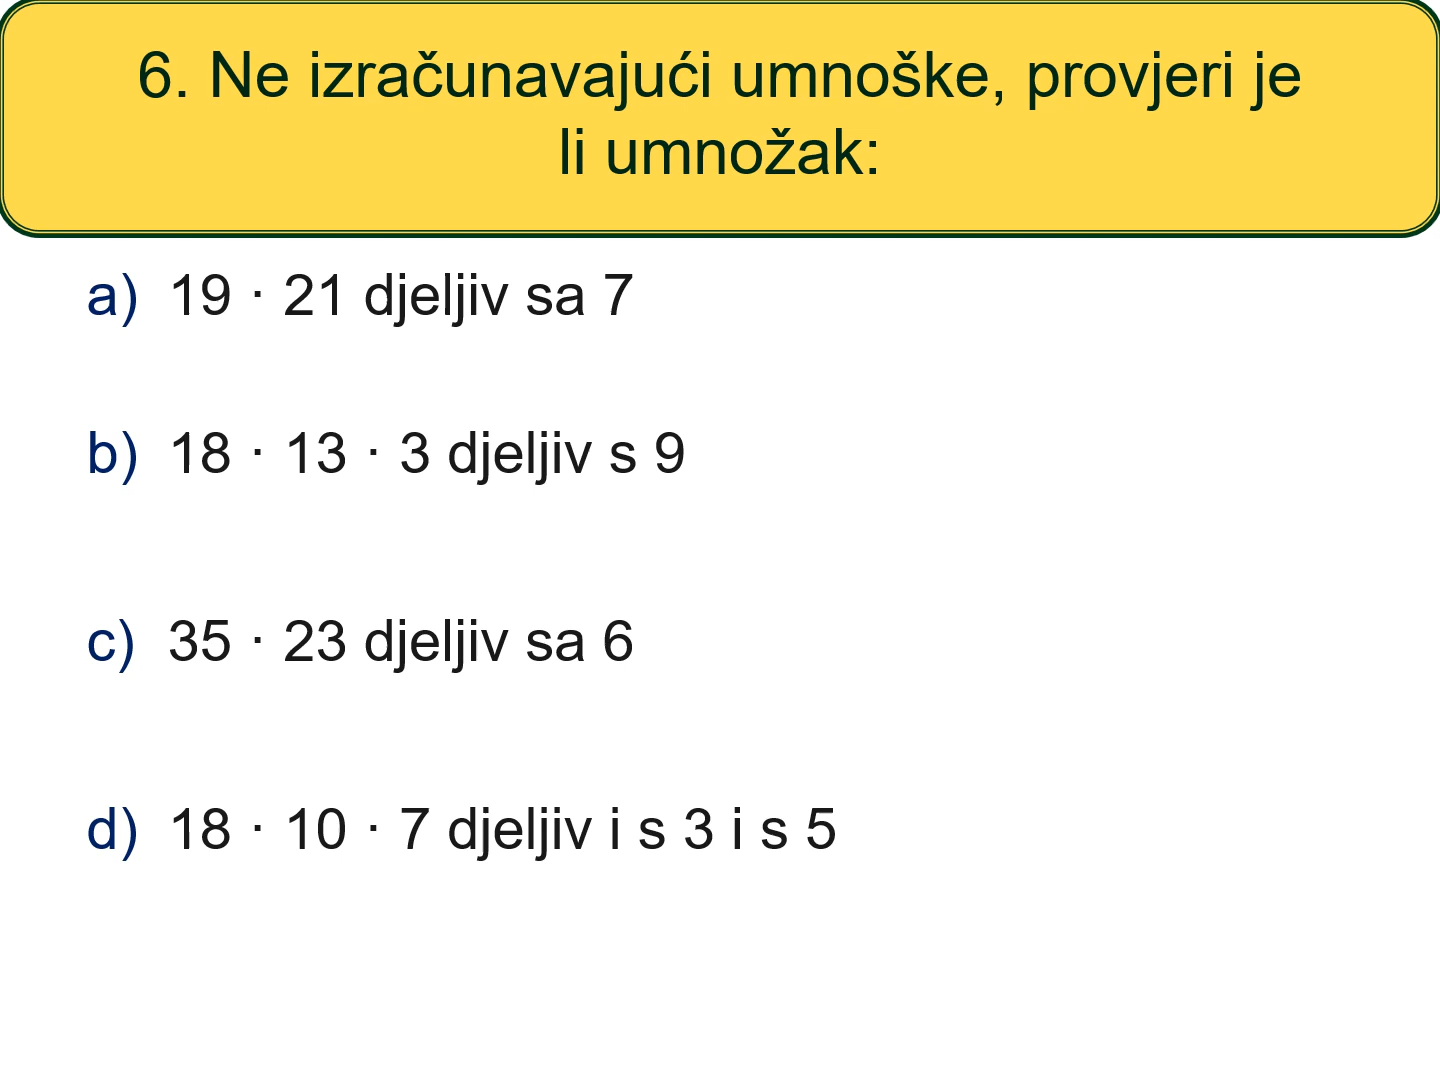 6. Ne izračunavajući umnoške, provjeri je
li umnožak:
a) 19 · 21 djeljiv sa 7
b) 18 · 13 · 3 djeljiv s 9
c) 35 · 23 djeljiv sa 6
d) 18 · 10 · 7 djeljiv i s 3 i s 5